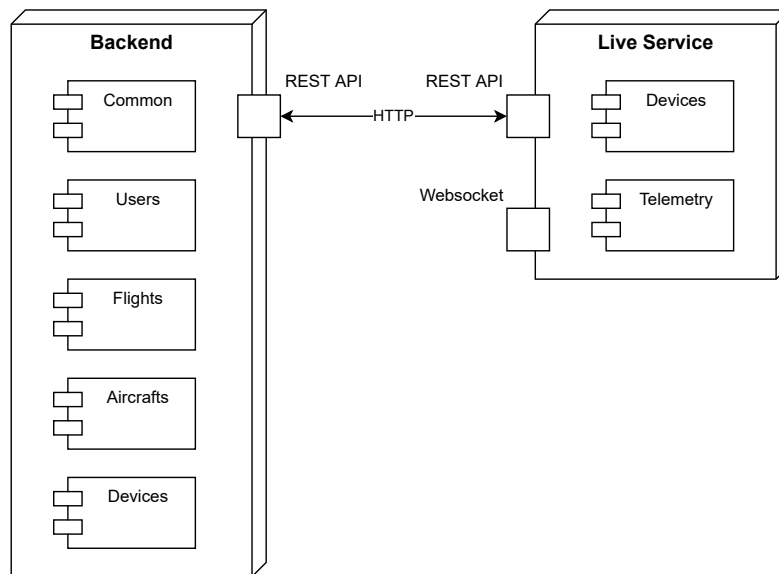 Backend
Live Service
REST API
REST API
Common
HTTP
Devices
Users
Websocket
Telemetry
Flights
Aircrafts
Devices